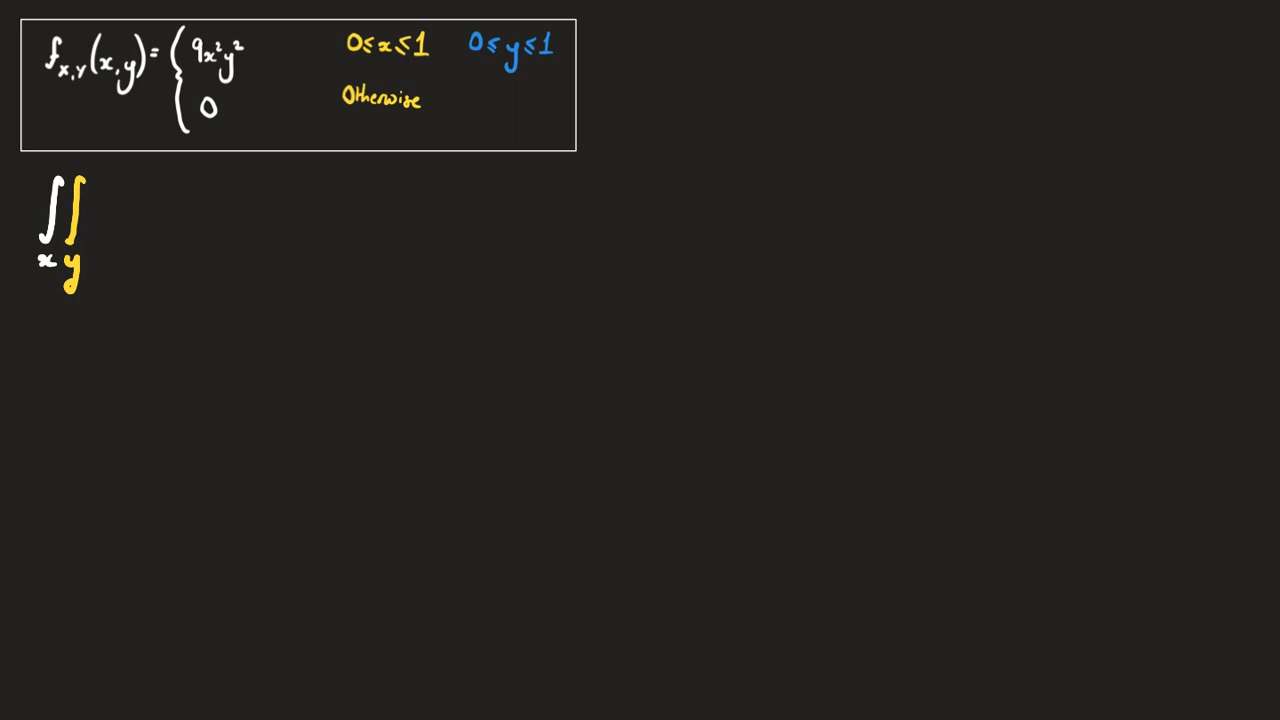 f_{X,Y}(x,y) = { 9x²y² 0≤x≤1 0≤y≤1
0 Otherwise
∫∫
x y